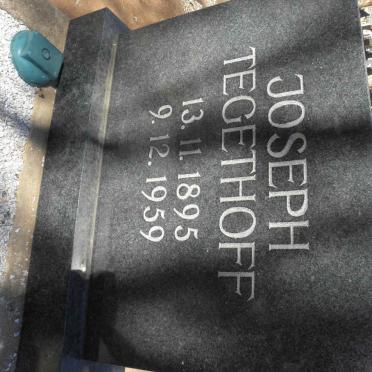 JOSEPH
TEGETHOFF
13. 11. 1895
9. 12. 1959